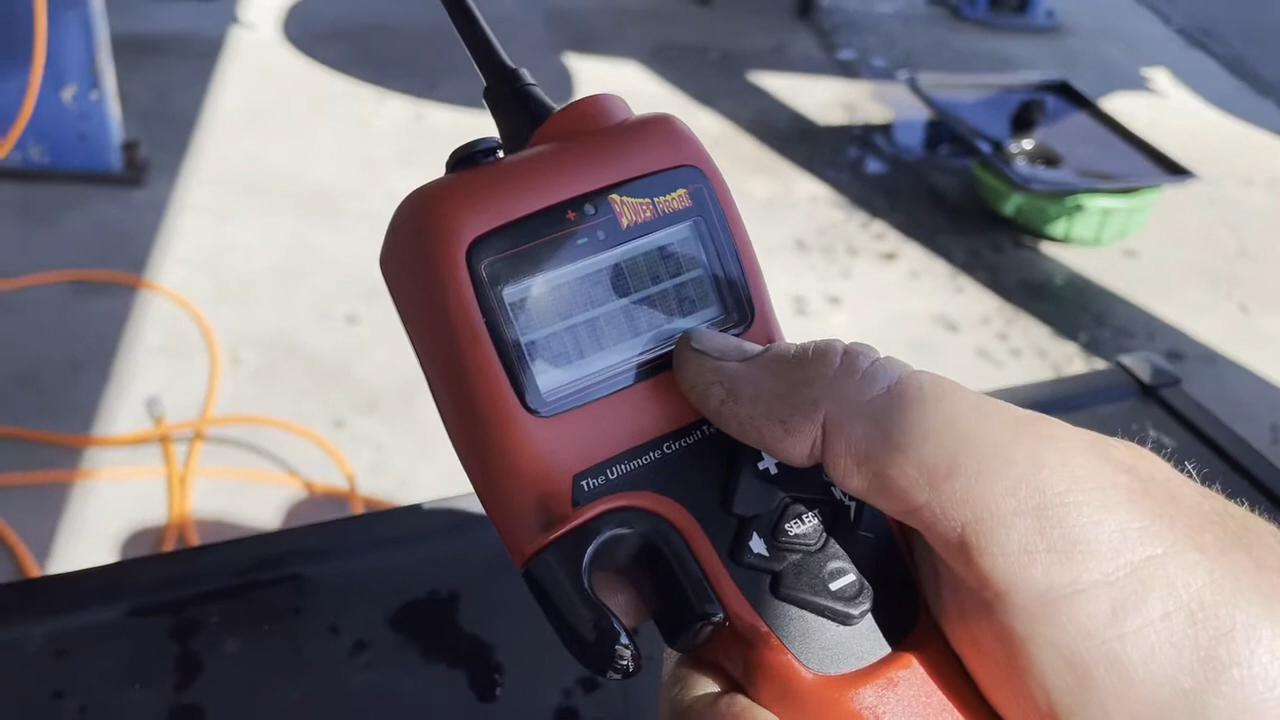 +
POWER PROBE
-
The Ultimate Circuit Te
+
SELECT
-